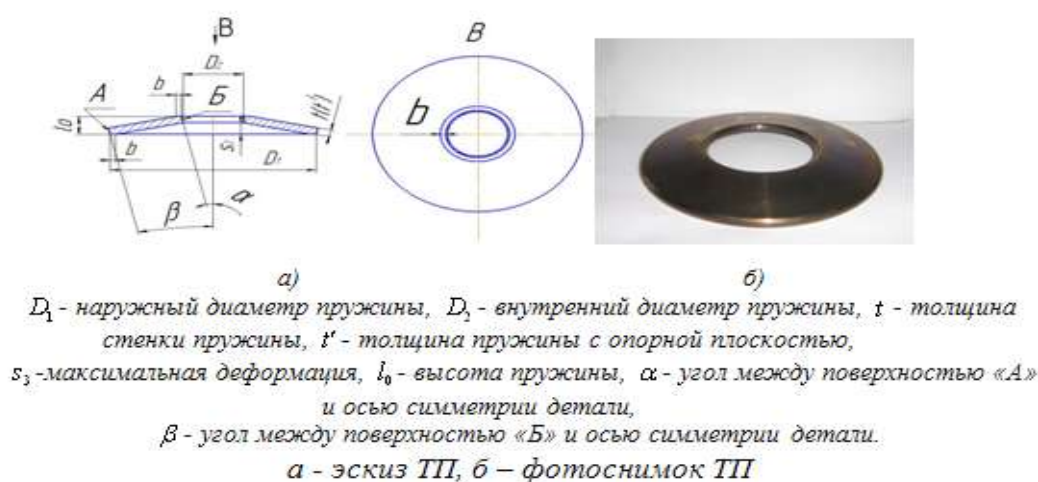 В
B
D₂
b
А
Б
t(t')
b
l₀
b
D₁
β
α
а)
б)
D₁ - наружный диаметр пружины, D₂ - внутренний диаметр пружины, t - толщина
стенки пружины, t' - толщина пружины с опорной плоскостью,
s₃ -максимальная деформация, l₀ - высота пружины, α - угол между поверхностью «А»
и осью симметрии детали,
β - угол между поверхностью «Б» и осью симметрии детали.
а - эскиз ТП, б – фотоснимок ТП